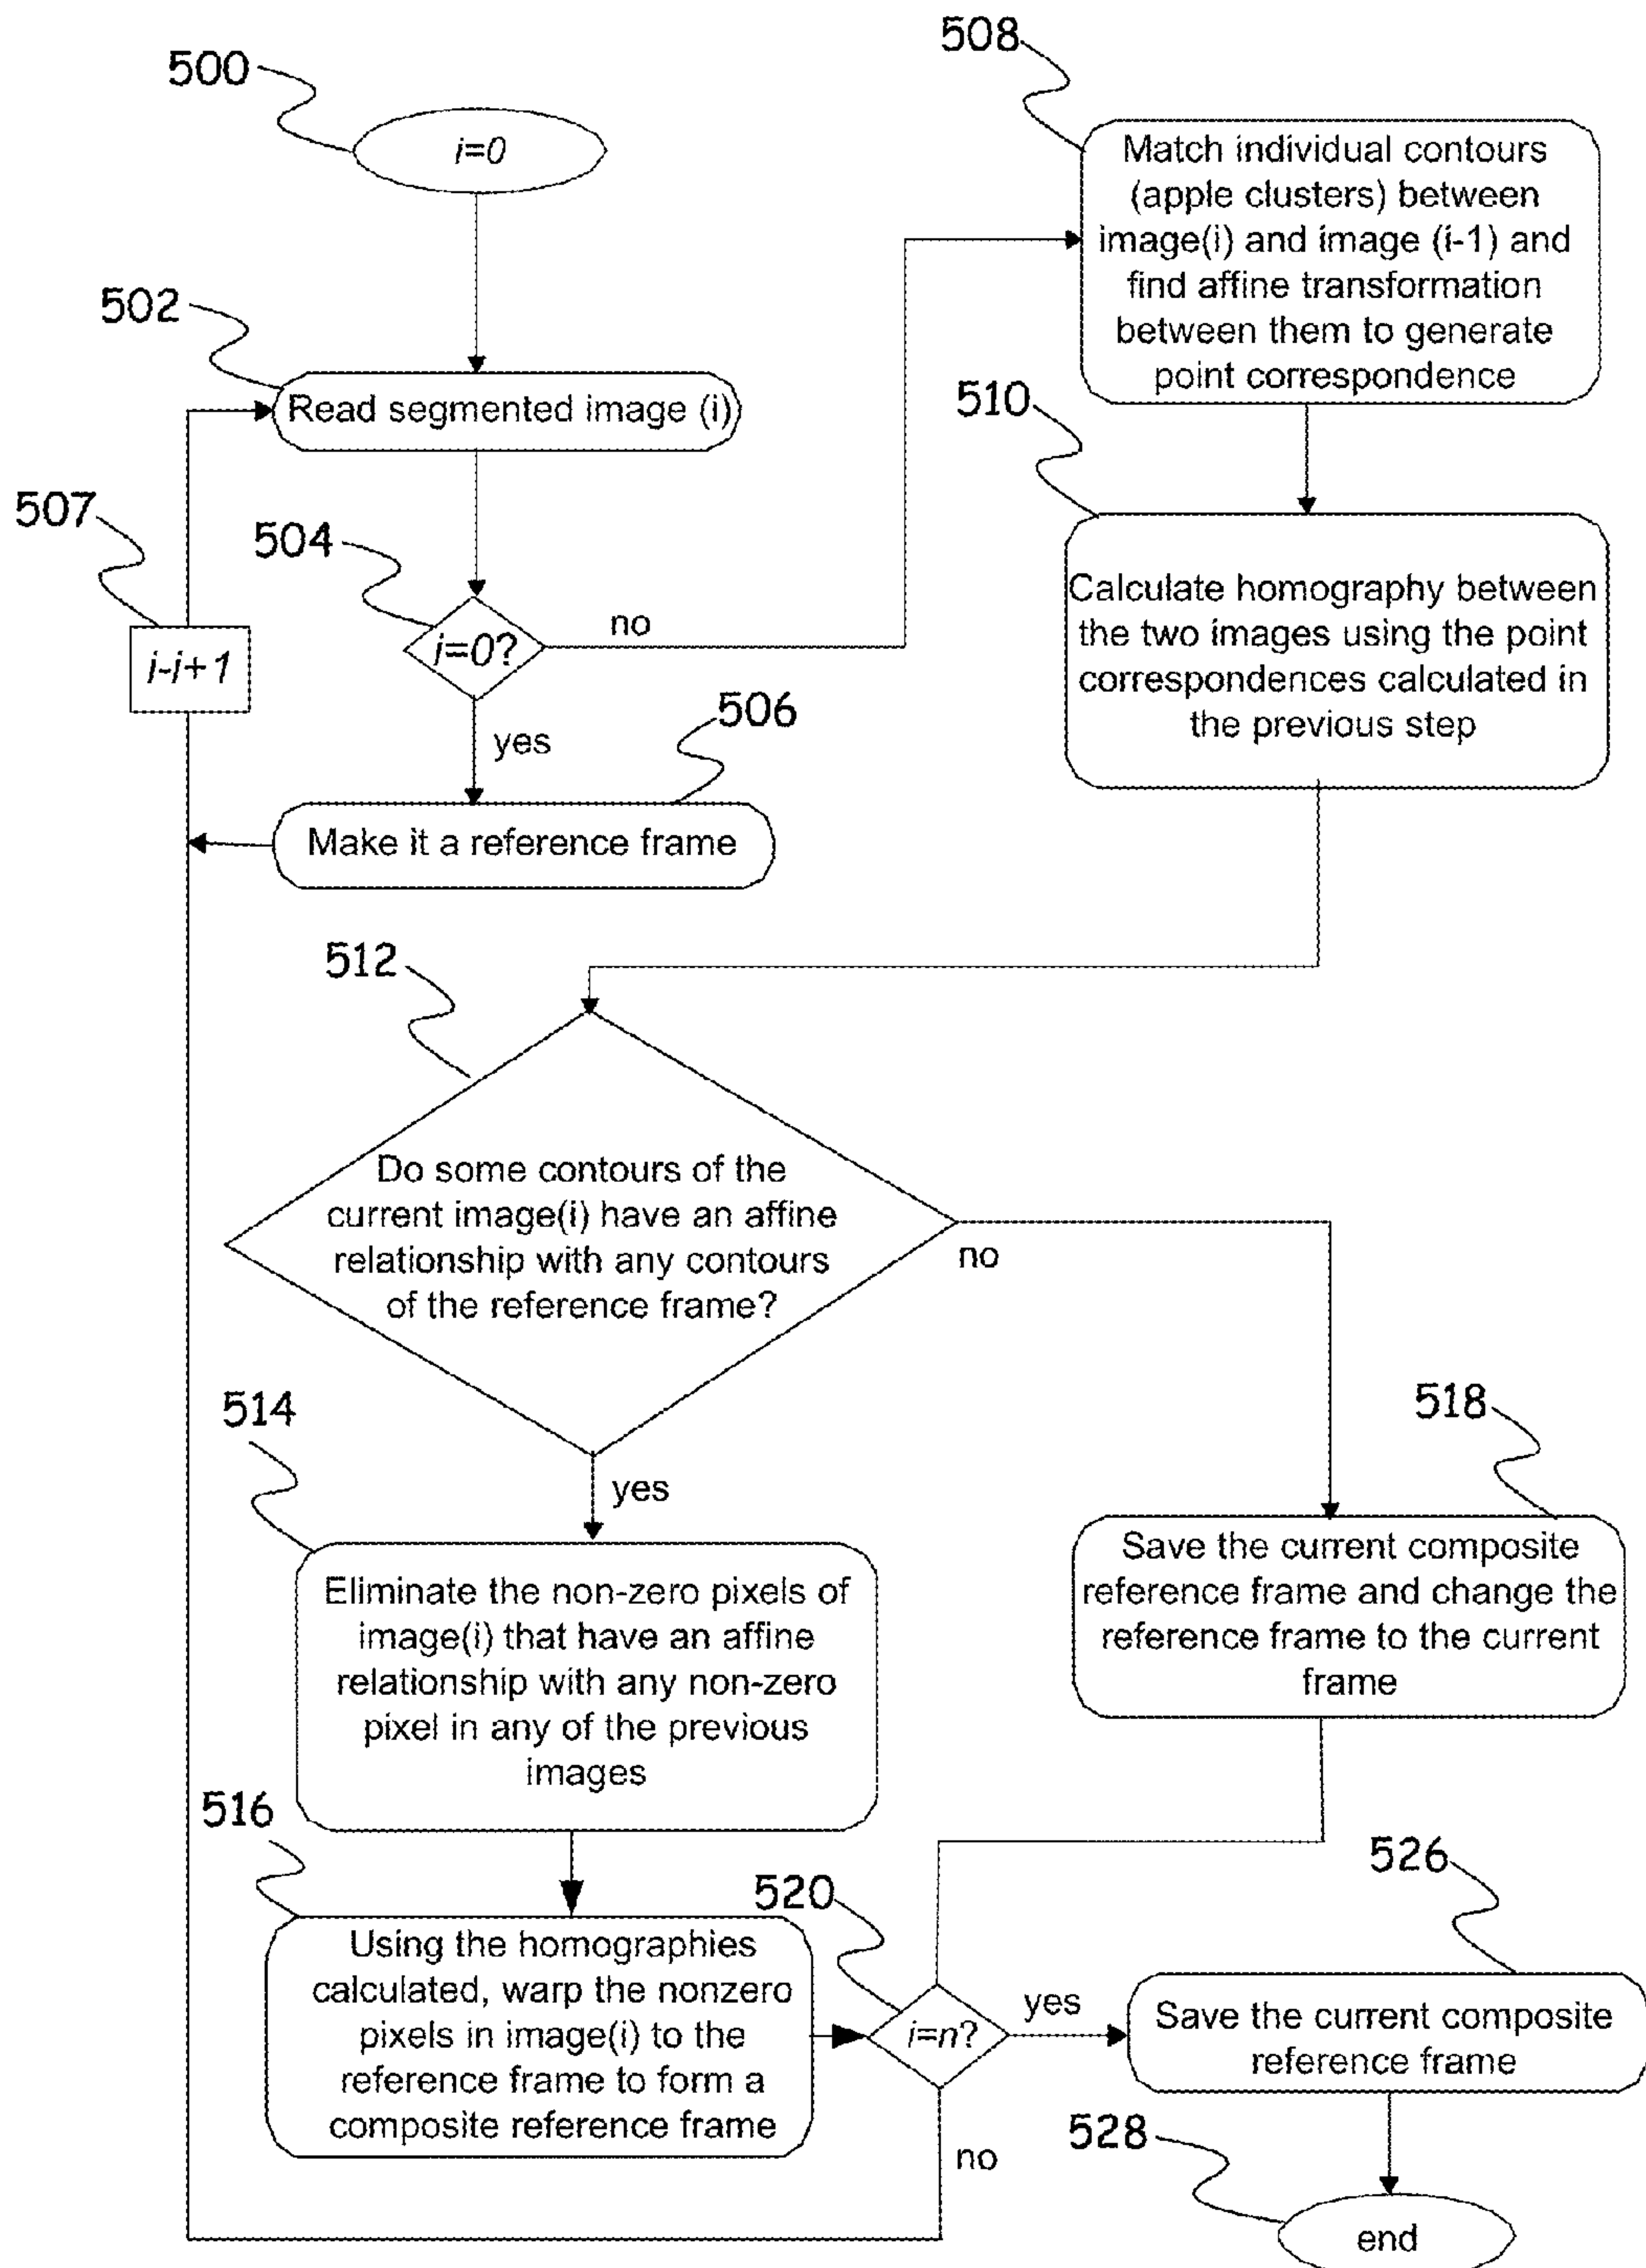 500
i=0
502
Read segmented image (i)
507
i-i+1
504
i=0?
no
yes
506
Make it a reference frame
508
Match individual contours
(apple clusters) between
image(i) and image (i-1) and
find affine transformation
between them to generate
point correspondence
510
Calculate homography between
the two images using the point
correspondences calculated in
the previous step
512
Do some contours of the
current image(i) have an affine
relationship with any contours
of the reference frame?
no
yes
514
Eliminate the non-zero pixels of
image(i) that have an affine
relationship with any non-zero
pixel in any of the previous
images
518
Save the current composite
reference frame and change the
reference frame to the current
frame
516
Using the homographies
calculated, warp the nonzero
pixels in image(i) to the
reference frame to form a
composite reference frame
520
i=n?
yes
no
526
Save the current composite
reference frame
528
end